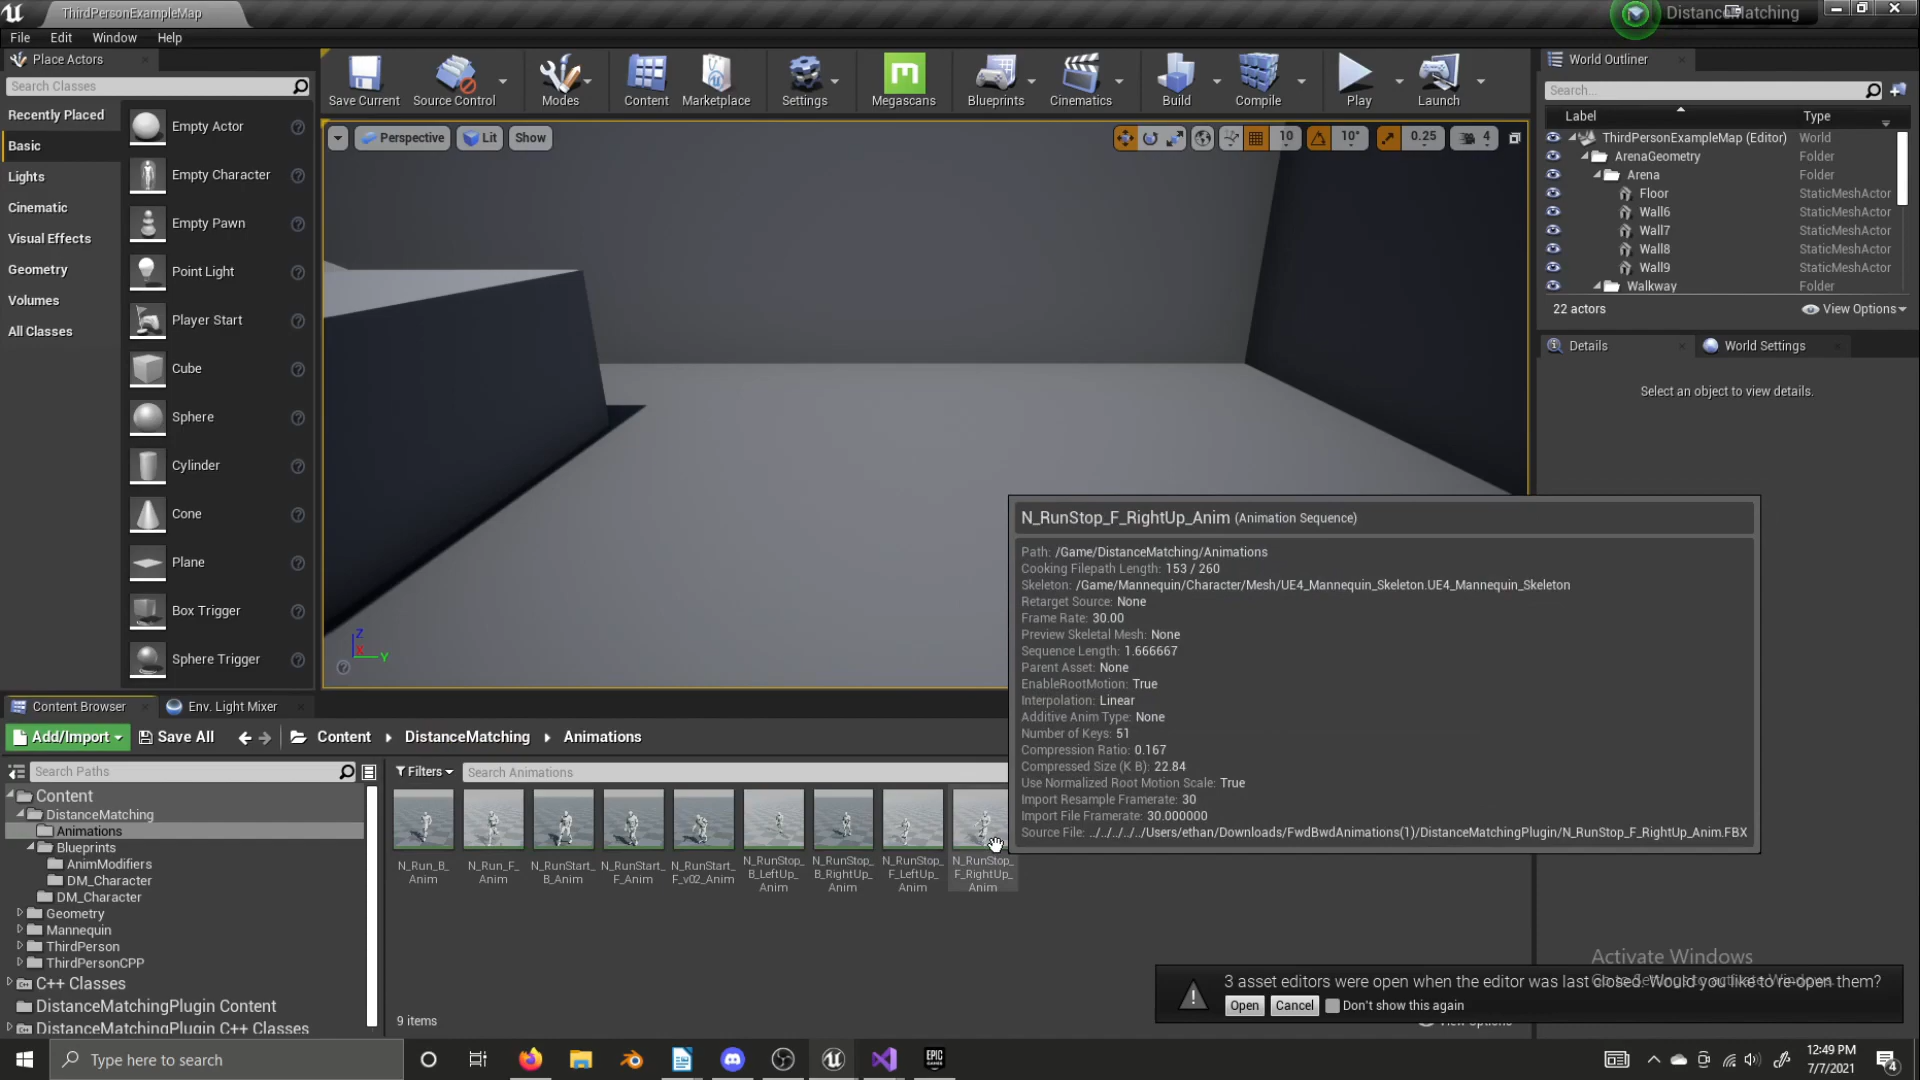 ThirdPersonExampleMap
DistanceMatching
File Edit Window Help
Place Actors
Search Classes
Recently Placed
Basic
Lights
Cinematic
Visual Effects
Geometry
Volumes
All Classes
Empty Actor
Empty Character
Empty Pawn
Point Light
Player Start
Cube
Sphere
Cylinder
Cone
Plane
Box Trigger
Sphere Trigger
Save Current Source Control Modes Content Marketplace Settings Megascans Blueprints Cinematics Build Compile Play Launch
Perspective Lit Show
10 10° 0.25 4
Z
X
Y
World Outliner
Search...
Label Type
ThirdPersonExampleMap (Editor) World
ArenaGeometry Folder
Arena Folder
Floor StaticMeshActor
Wall6 StaticMeshActor
Wall7 StaticMeshActor
Wall8 StaticMeshActor
Wall9 StaticMeshActor
Walkway Folder
22 actors View Options
Details World Settings
Select an object to view details.
N_RunStop_F_RightUp_Anim (Animation Sequence)
Path: /Game/DistanceMatching/Animations
Cooking Filepath Length: 153 / 260
Skeleton: /Game/Mannequin/Character/Mesh/UE4_Mannequin_Skeleton.UE4_Mannequin_Skeleton
Retarget Source: None
Frame Rate: 30.00
Preview Skeletal Mesh: None
Sequence Length: 1.666667
Parent Asset: None
EnableRootMotion: True
Interpolation: Linear
Additive Anim Type: None
Number of Keys: 51
Compression Ratio: 0.167
Compressed Size (K B): 22.84
Use Normalized Root Motion Scale: True
Import Resample Framerate: 30
Import File Framerate: 30.000000
Source File: ../../../../../Users/ethan/Downloads/FwdBwdAnimations(1)/DistanceMatchingPlugin/N_RunStop_F_RightUp_Anim.FBX
Content Browser Env. Light Mixer
Add/Import Save All Content DistanceMatching Animations
Search Paths
Content
DistanceMatching
Animations
Blueprints
AnimModifiers
DM_Character
DM_Character
Geometry
Mannequin
ThirdPerson
ThirdPersonCPP
C++ Classes
DistanceMatchingPlugin Content
DistanceMatchingPlugin C++ Classes
Filters Search Animations
N_Run_B_
Anim
N_Run_F_
Anim
N_RunStart_
B_Anim
N_RunStart_
F_Anim
N_RunStart_
F_v02_Anim
N_RunStop_
B_LeftUp_
Anim
N_RunStop_
B_RightUp_
Anim
N_RunStop_
F_LeftUp_
Anim
N_RunStop_
F_RightUp_
Anim
9 items
Activate Windows
3 asset editors were open when the editor was last closed. Would you like to re-open them?
Open Cancel Don't show this again
View Options
Type here to search
EPIC
GAMES
12:49 PM
7/7/2021
4